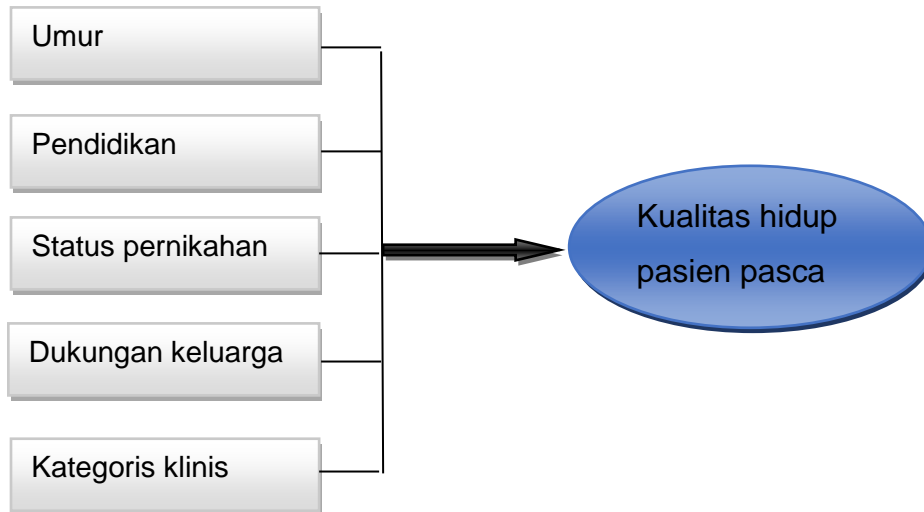 Umur
Pendidikan
Status pernikahan
Dukungan keluarga
Kategoris klinis
Kualitas hidup
pasien pasca